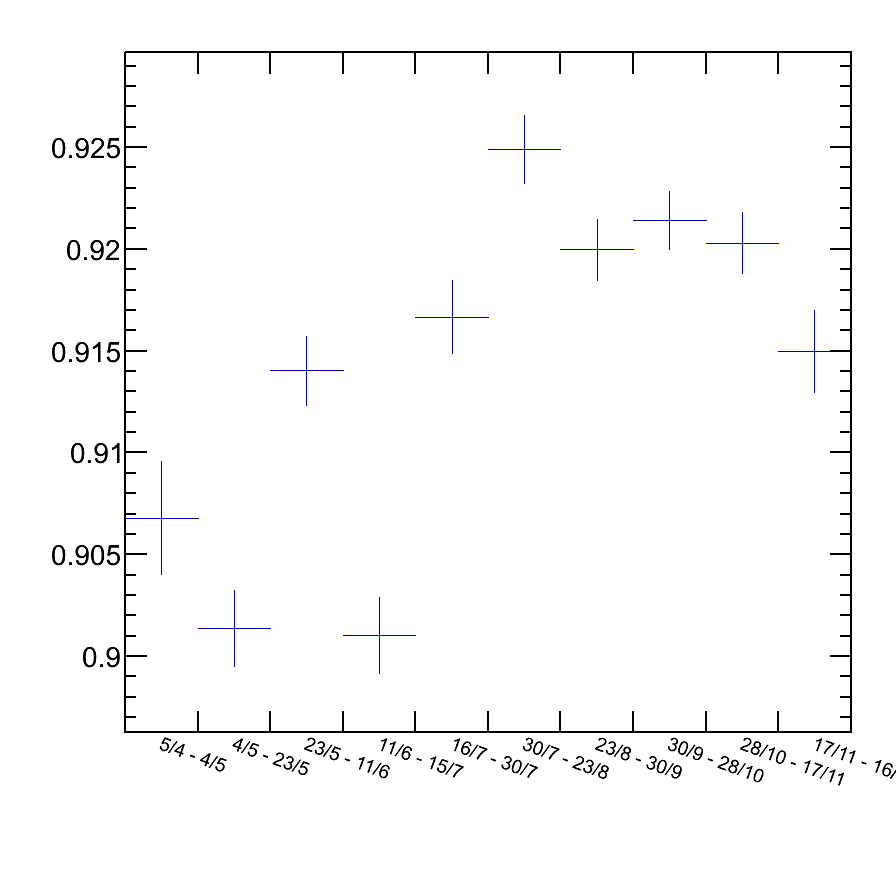 0.925
0.92
0.915
0.91
0.905
0.9
5/4 - 4/5
4/5 - 23/5
23/5 - 11/6
11/6 - 15/7
16/7 - 30/7
30/7 - 23/8
23/8 - 30/9
30/9 - 28/10
28/10 - 17/11
17/11 - 16/